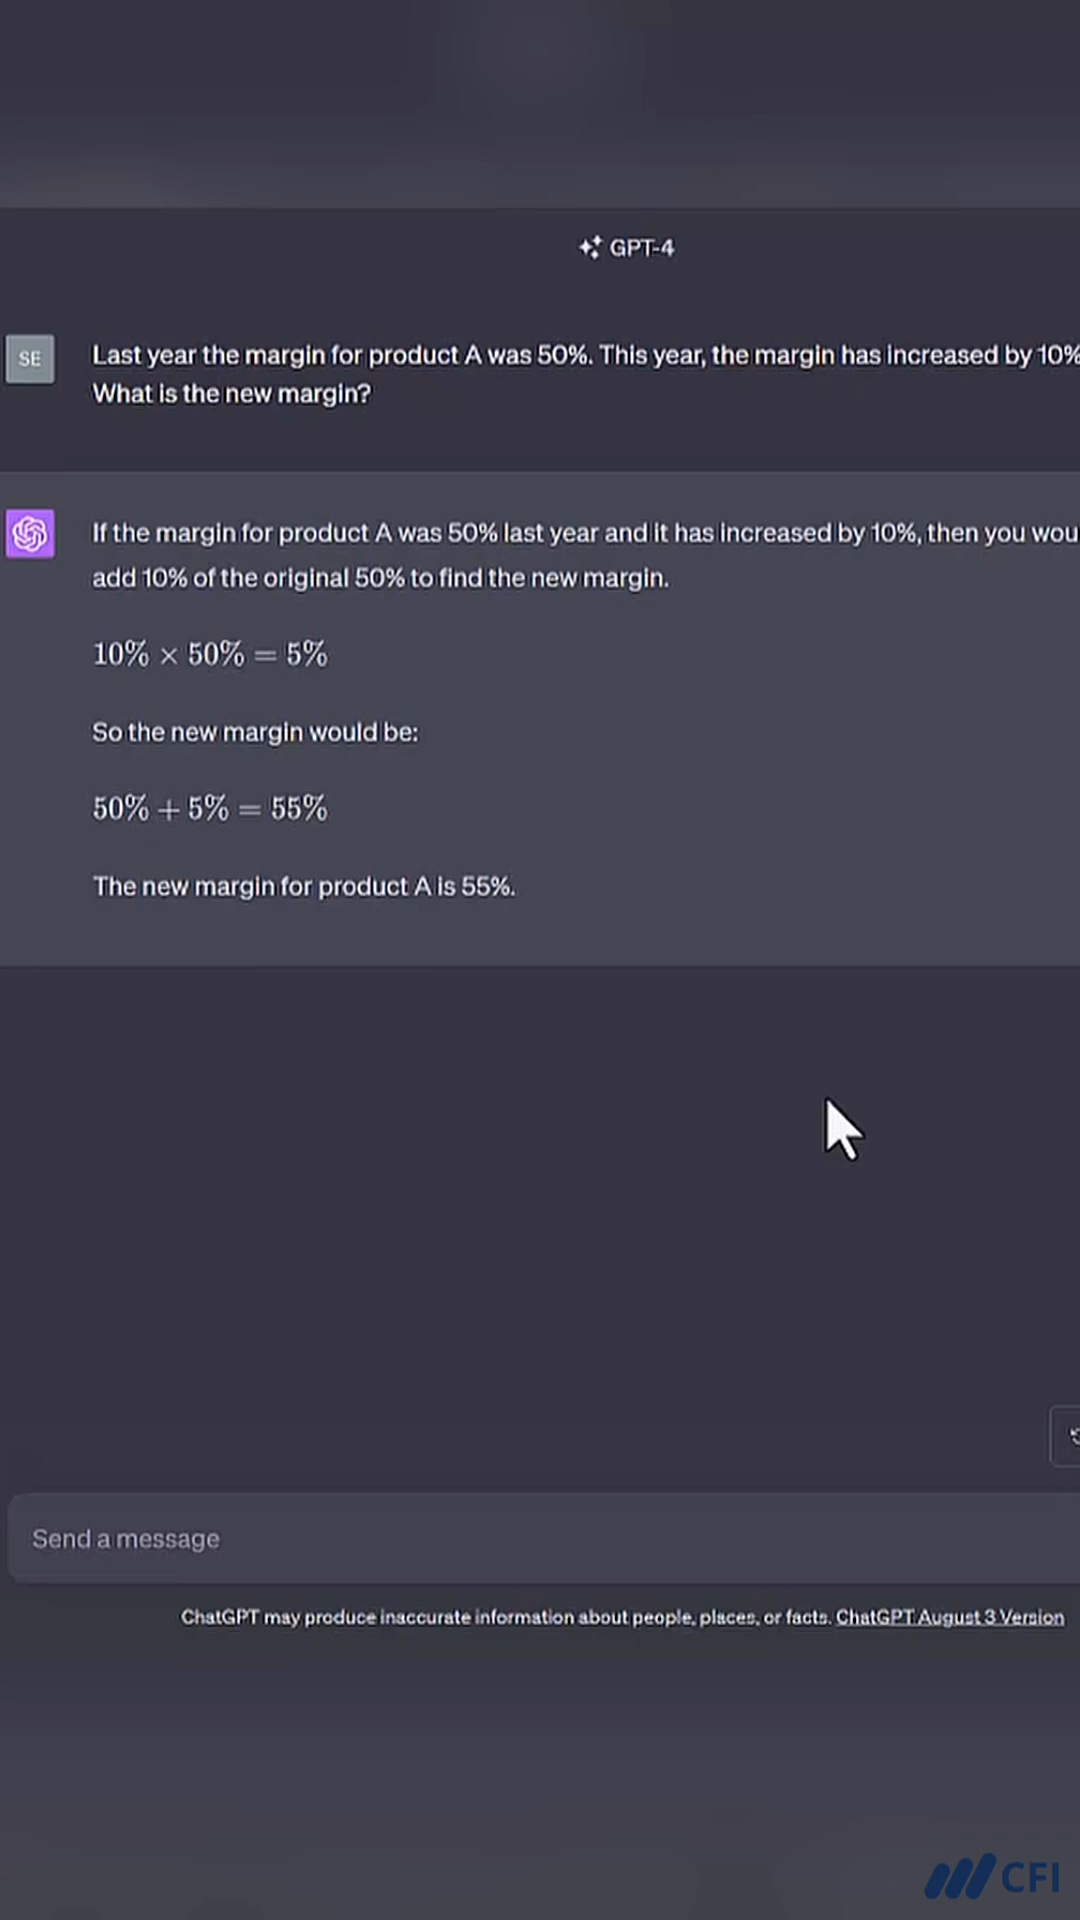 GPT-4
SE
Last year the margin for product A was 50%. This year, the margin has increased by 10%
What is the new margin?
If the margin for product A was 50% last year and it has increased by 10%, then you wou
add 10% of the original 50% to find the new margin.
10% × 50% = 5%
So the new margin would be:
50% + 5% = 55%
The new margin for product A is 55%.
Send a message
ChatGPT may produce inaccurate information about people, places, or facts. ChatGPT August 3 Version
CFI